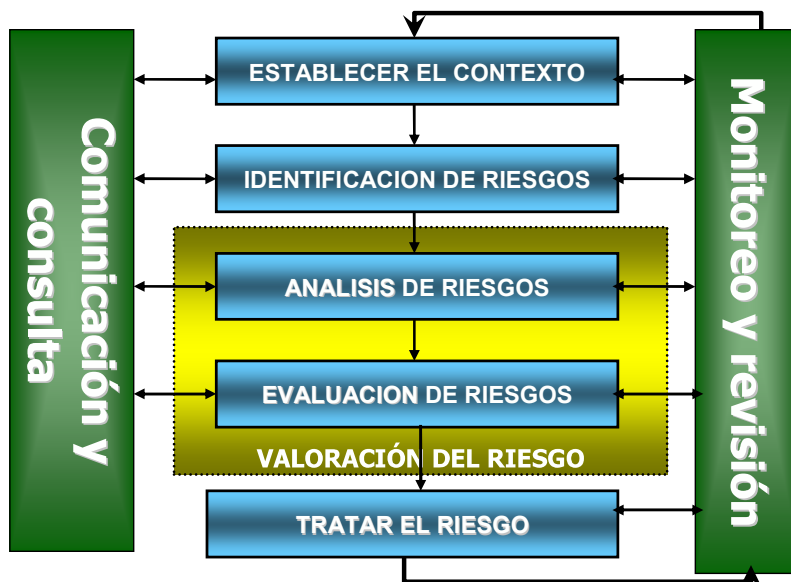 ESTABLECER EL CONTEXTO
Comunicación y
consulta
Monitoreo y revisión
IDENTIFICACION DE RIESGOS
ANALISIS DE RIESGOS
EVALUACION DE RIESGOS
VALORACIÓN DEL RIESGO
TRATAR EL RIESGO